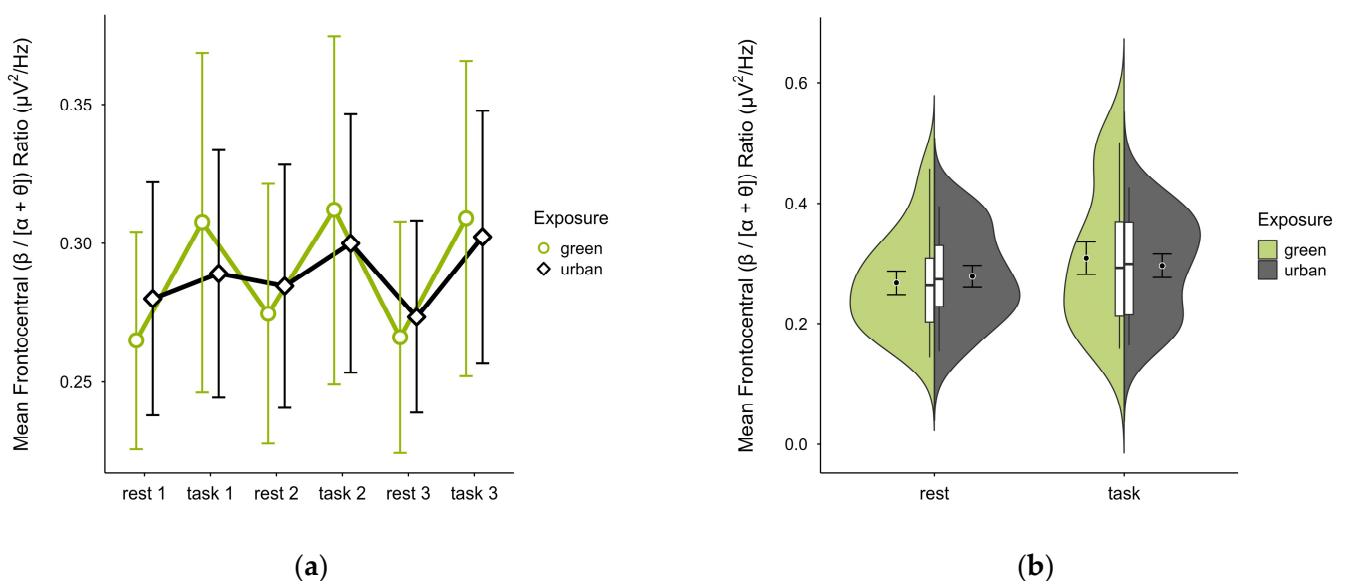 Mean Frontocentral (β / [α + θ]) Ratio (µV²/Hz)
0.35
0.30
0.25
rest 1 task 1 rest 2 task 2 rest 3 task 3
Exposure
green
urban
(a)
Mean Frontocentral (β / [α + θ]) Ratio (µV²/Hz)
0.6
0.4
0.2
0.0
rest task
Exposure
green
urban
(b)